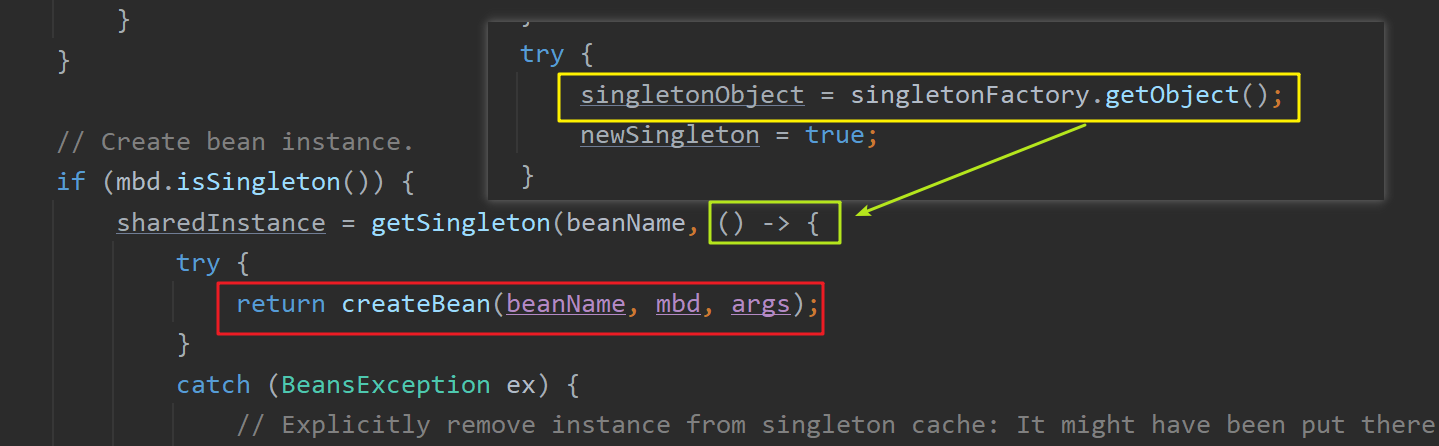 }
}
// Create bean instance.
if (mbd.isSingleton()) {
sharedInstance = getSingleton(beanName, () -> {
try {
return createBean(beanName, mbd, args);
}
catch (BeansException ex) {
// Explicitly remove instance from singleton cache: It might have been put there
try {
singletonObject = singletonFactory.getObject();
newSingleton = true;
}